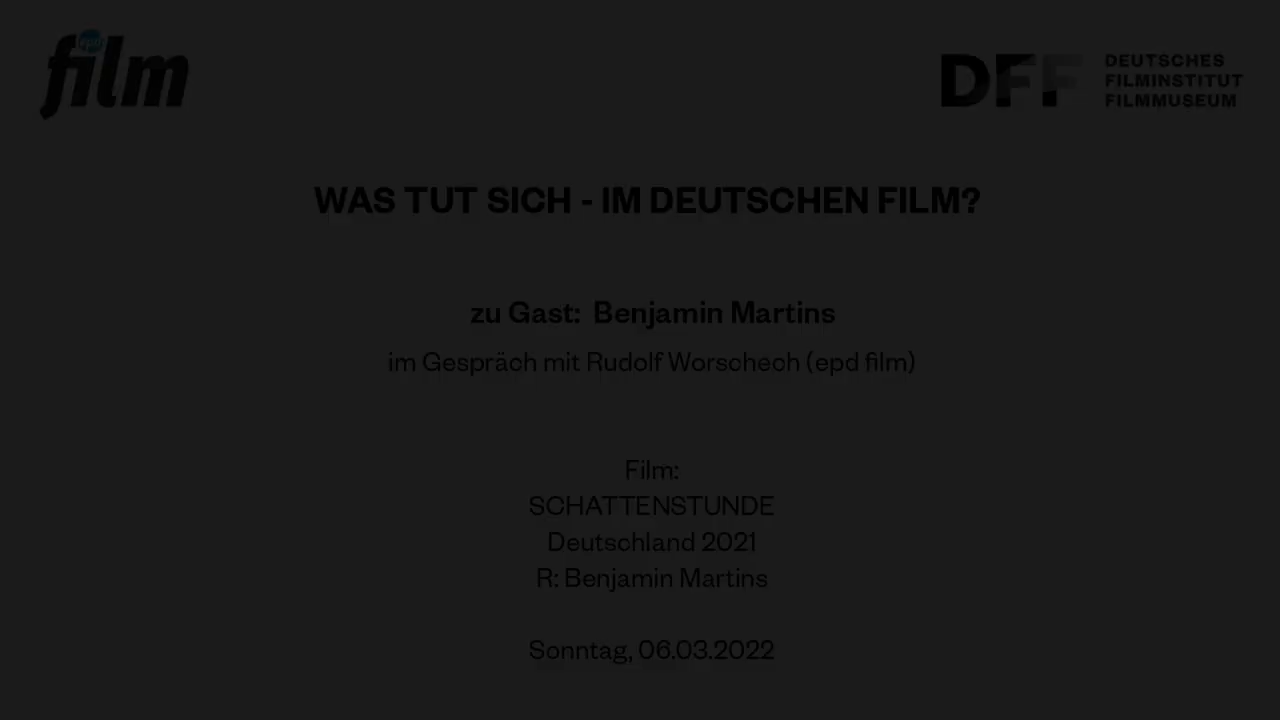 epd
film
DFF
DEUTSCHES
FILMINSTITUT
FILMMUSEUM
WAS TUT SICH - IM DEUTSCHEN FILM?
zu Gast: Benjamin Martins
im Gespräch mit Rudolf Worschech (epd film)
Film:
SCHATTENSTUNDE
Deutschland 2021
R: Benjamin Martins
Sonntag, 06.03.2022